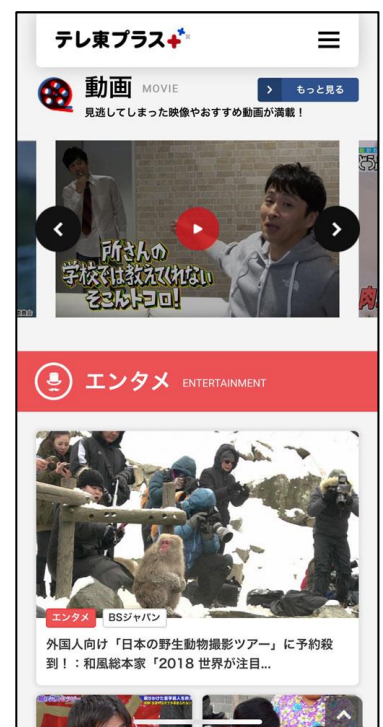 テレ東プラス
動画 MOVIE
もっと見る
見逃してしまった映像やおすすめ動画が満載!
所さんの
学校では教えてくれない
そこんトコロ!
エンタメ ENTERTAINMENT
エンタメ BSジャパン
外国人向け「日本の野生動物撮影ツアー」に予約殺
到!:和風総本家「2018 世界が注目...